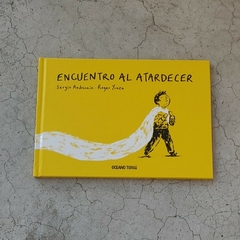 ENCUENTRO AL ATARDECER
Sergio Andricaín - Roger Ycaza
OCEANO Travesía